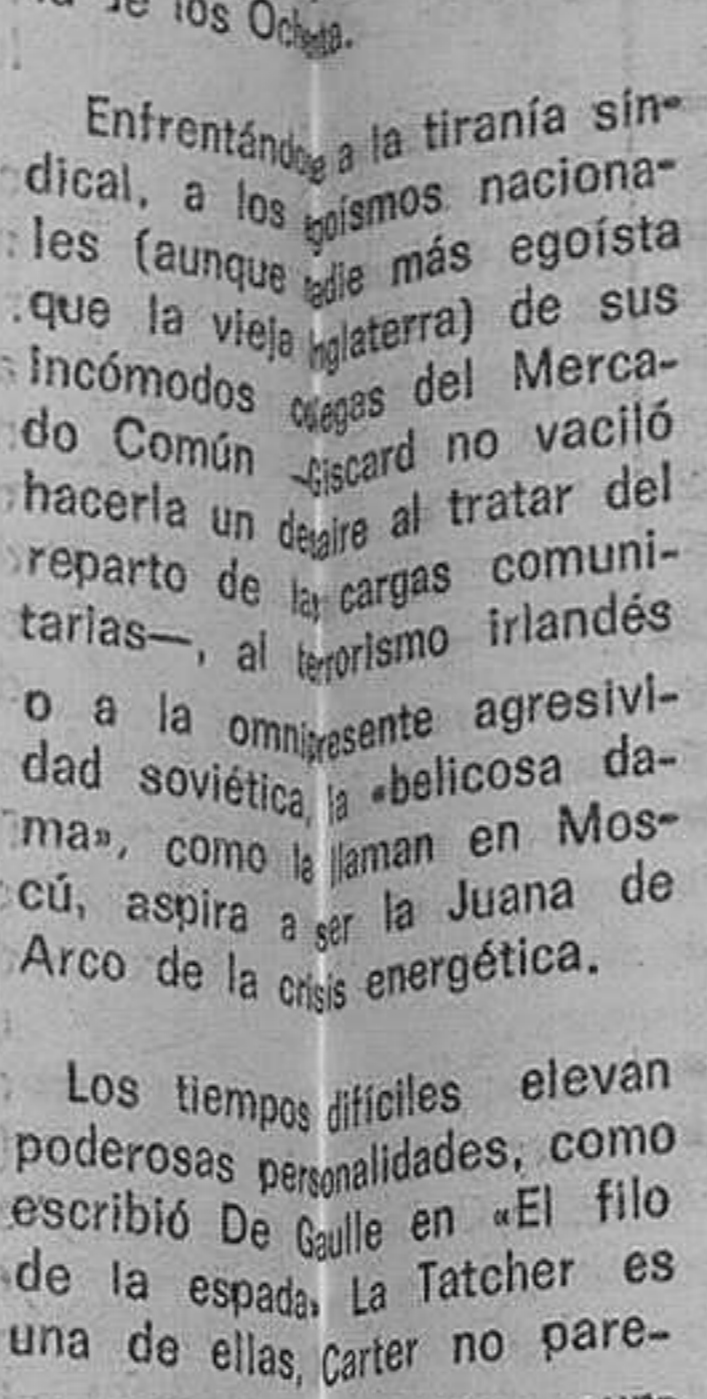 de los Ochenta.
Enfrentándose a la tiranía sin-
dical, a los egoísmos naciona-
les (aunque nadie más egoísta
que la vieja Inglaterra) de sus
incómodos colegas del Merca-
do Común —Giscard no vaciló
hacerla un desaire al tratar del
reparto de las cargas comuni-
tarias—, al terrorismo irlandés
o a la omnipresente agresivi-
dad soviética, la «belicosa da-
ma», como la llaman en Mos-
cú, aspira a ser la Juana de
Arco de la crisis energética.
Los tiempos difíciles elevan
poderosas personalidades, como
escribió De Gaulle en «El filo
de la espada» La Tatcher es
una de ellas, Carter no pare-